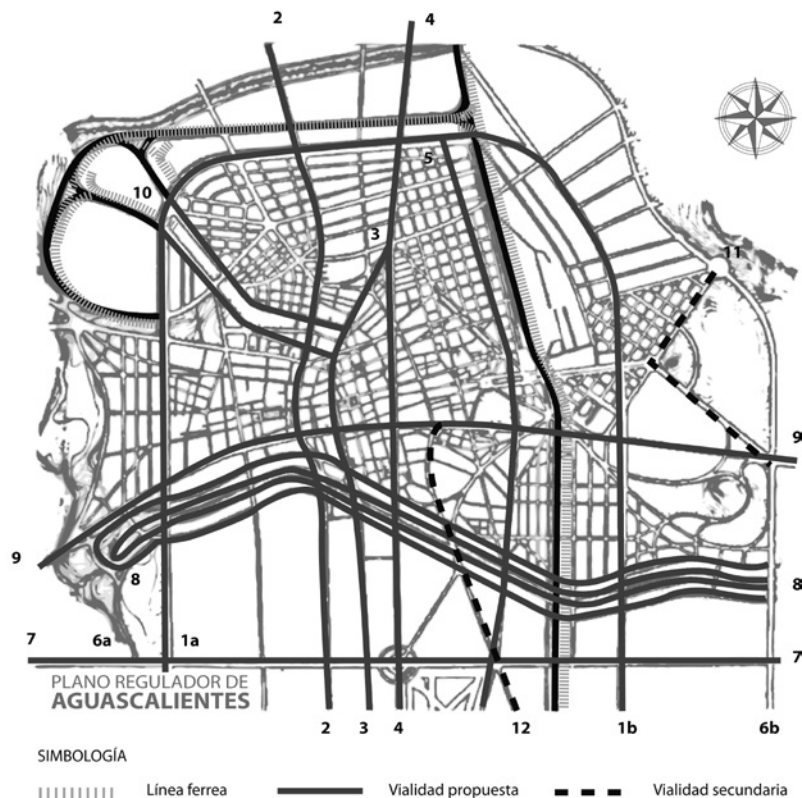 2
4
5
10
3
11
9
9
8
8
7
6a
1a
7
PLANO REGULADOR DE
AGUASCALIENTES
2
3
4
12
1b
6b
SIMBOLOGÍA
Línea ferrea
Vialidad propuesta
Vialidad secundaria